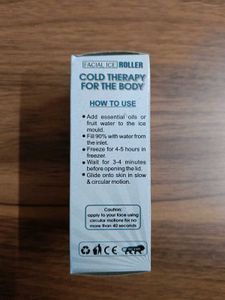 FACIAL ICE ROLLER
COLD THERAPY
FOR THE BODY
HOW TO USE
• Add essential oils or
fruit water to the ice
mould.
• Fill 90% with water from
the inlet.
• Freeze for 4-5 hours in
freezer.
• Wait for 3-4 minutes
before opening the lid.
• Glide onto skin in slow
& circular motion.
Caution:
apply to your face using
circular motions for no
more than 40 seconds
CE